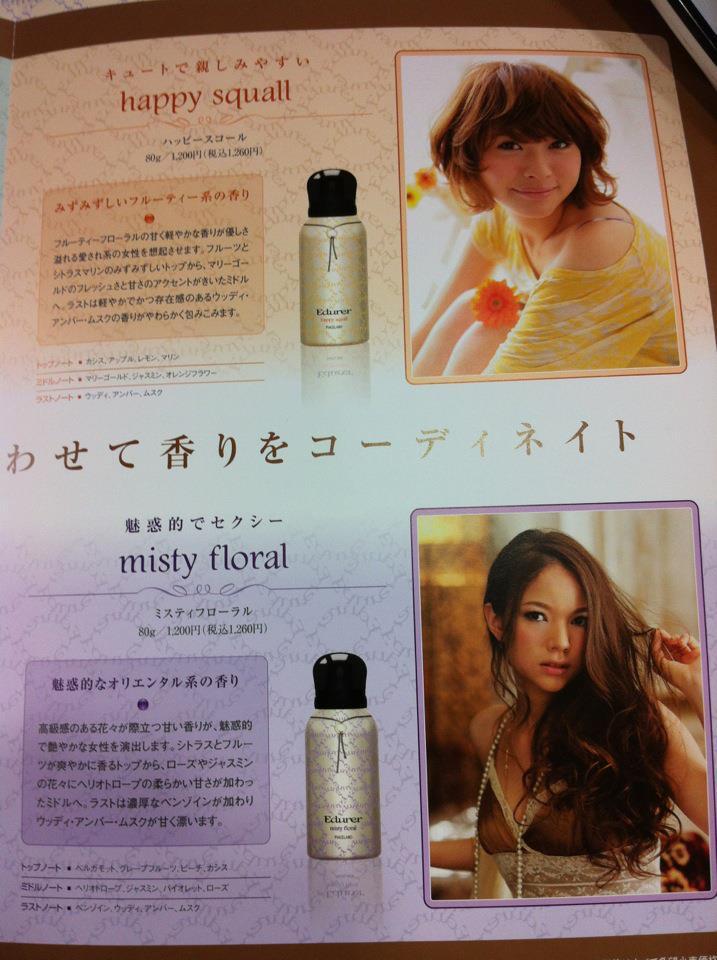 キュートで親しみやすい
happy squall
ハッピースコール
80g／1,200円(税込1,260円)
みずみずしいフルーティー系の香り
フルーティーフローラルの甘く軽やかな香りが優しさ
溢れる愛され系の女性を想起させます。フルーツと
シトラスマリンのみずみずしいトップから、マリーゴー
ルドのフレッシュさと甘さのアクセントがきいたミドル
へ。ラストは軽やかでかつ存在感のあるウッディ・
アンバー・ムスクの香りがやわらかく包みこみます。
Edurer
happy squall
トップノート ■ カシス、アップル、レモン、マリン
ミドルノート ■ マリーゴールド、ジャスミン、オレンジフラワー
ラストノート ■ ウッディ、アンバー、ムスク
わせて香りをコーディネイト
魅惑的でセクシー
misty floral
ミスティフローラル
80g／1,200円(税込1,260円)
魅惑的なオリエンタル系の香り
高級感のある花々が際立つ甘い香りが、魅惑的
で艶やかな女性を演出します。シトラスとフルー
ツが爽やかに香るトップから、ローズやジャスミン
の花々にヘリオトロープの柔らかい甘さが加わっ
たミドルへ。ラストは濃厚なベンゾインが加わり
ウッディ・アンバー・ムスクが甘く漂います。
Edurer
misty floral
トップノート ■ ベルガモット、グレープフルーツ、ピーチ、カシス
ミドルノート ■ ヘリオトロープ、ジャスミン、バイオレット、ローズ
ラストノート ■ ベンゾイン、ウッディ、アンバー、ムスク